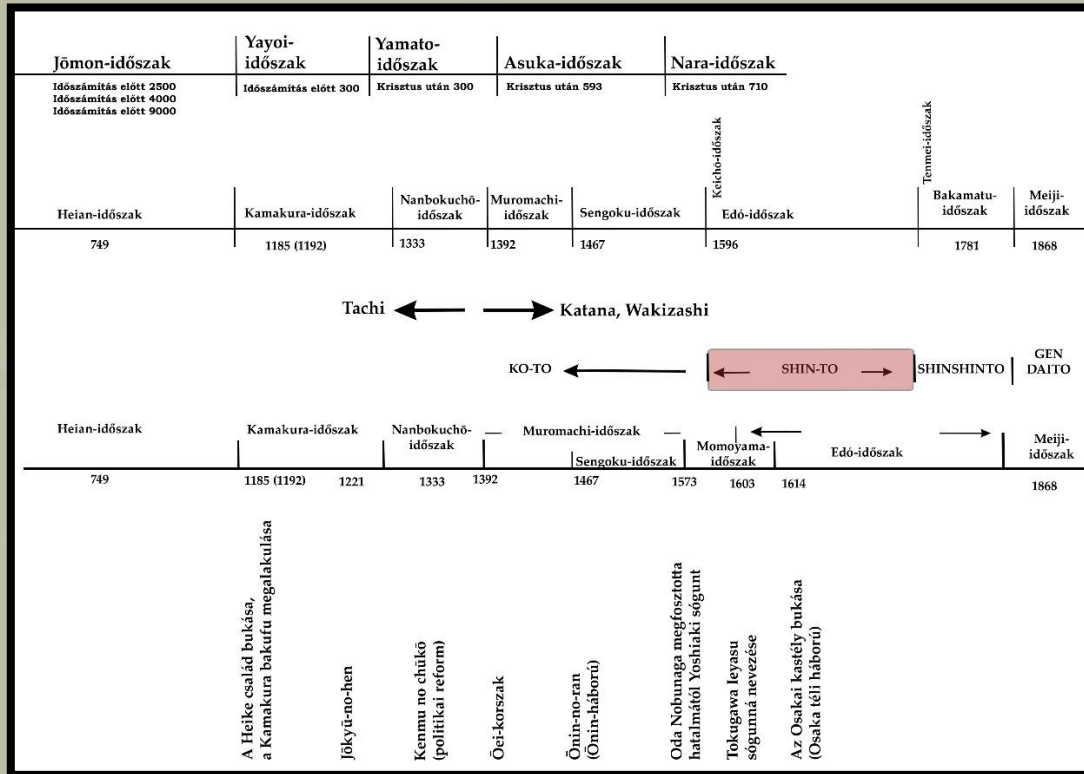 Jōmon-időszak
Időszámítás előtt 2500
Időszámítás előtt 4000
Időszámítás előtt 9000
Yayoi-
időszak
Időszámítás előtt 300
Yamato-
időszak
Krisztus után 300
Asuka-időszak
Krisztus után 593
Nara-időszak
Krisztus után 710
Keichō-időszak
Tenmei-időszak
Heian-időszak
749
Kamakura-időszak
1185 (1192)
Nanbokuchō-
időszak
1333
Muromachi-
időszak
1392
Sengoku-időszak
1467
Edó-időszak
1596
Bakamatu-
időszak
1781
Meiji-
időszak
1868
Tachi
Katana, Wakizashi
KO-TO
SHIN-TO
SHINSHINTO
GEN
DAITO
Heian-időszak
749
Kamakura-időszak
1185 (1192)
1221
Nanbokuchō-
időszak
1333
1392
Muromachi-időszak
Sengoku-időszak
1467
1573
Momoyama-
időszak
1603
1614
Edó-időszak
Meiji-
időszak
1868
A Heike család bukása,
a Kamakura bakufu megalakulása
Jōkyū-no-hen
Kenmu no chūkō
(politikai reform)
Ōei-korszak
Ōnin-no-ran
(Ōnin-háború)
Oda Nobunaga megfosztotta
hatalmától Yoshiaki sógunt
Tokugawa Ieyasu
sógunná nevezése
Az Osakai kastély bukása
(Osaka téli háború)